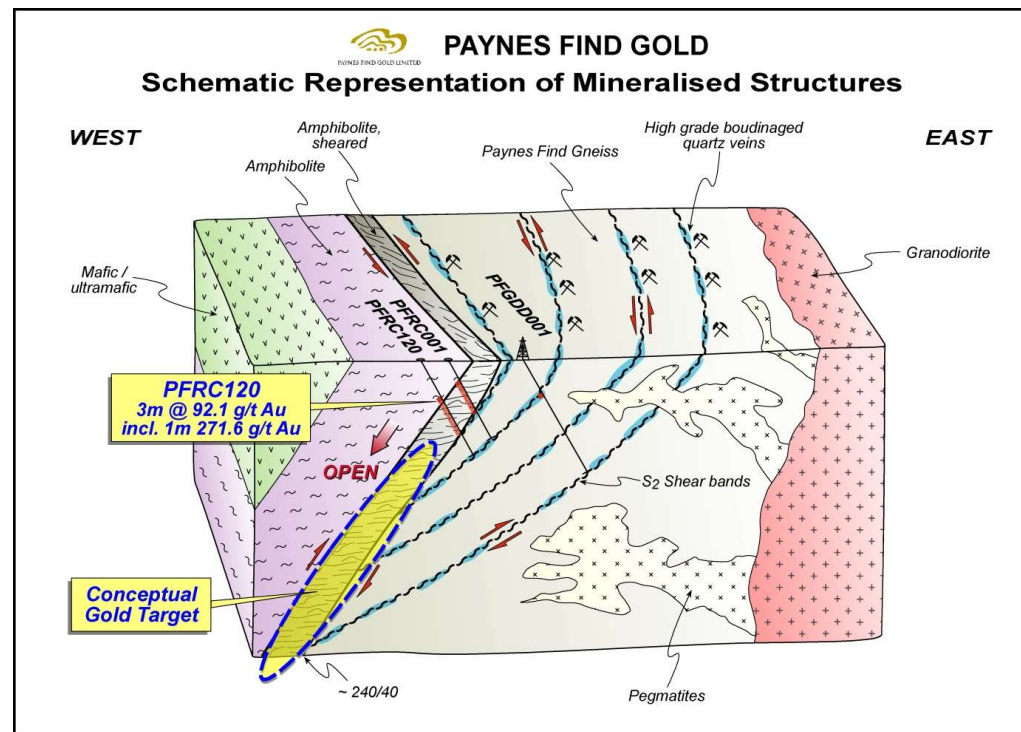 PAYNES FIND GOLD LIMITED
PAYNES FIND GOLD
Schematic Representation of Mineralised Structures
WEST
EAST
Amphibolite,
sheared
Amphibolite
Paynes Find Gneiss
High grade boudinaged
quartz veins
Granodiorite
Mafic /
ultramafic
PFGDD001
PFRC001
PFRC120
PFRC120
3m @ 92.1 g/t Au
incl. 1m 271.6 g/t Au
OPEN
S2 Shear bands
Conceptual
Gold Target
~ 240/40
Pegmatites